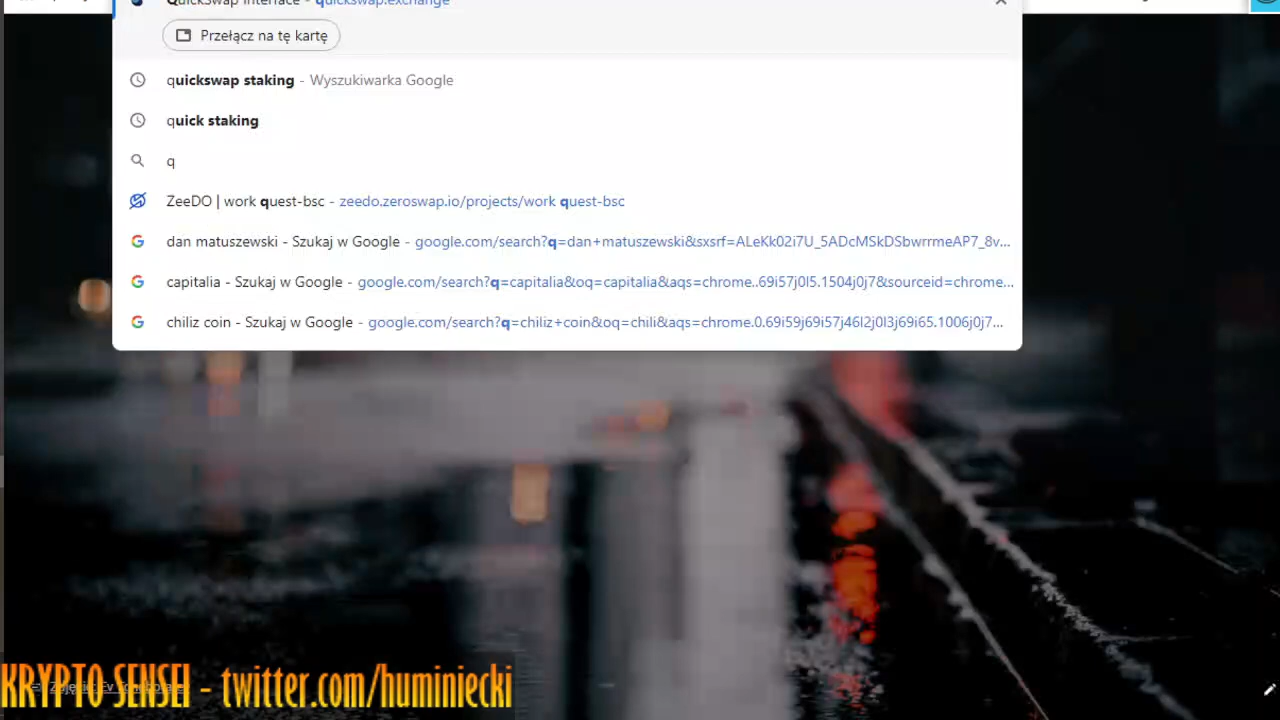 QuickSwap Interface - quickswap.exchange
Przełącz na tę kartę
quickswap staking - Wyszukiwarka Google
quick staking
q
ZeeDO | work quest-bsc - zeedo.zeroswap.io/projects/work quest-bsc
dan matuszewski - Szukaj w Google - google.com/search?q=dan+matuszewski&sxsrf=ALeKk02i7U_5ADcMSkDSbwrrmeAP7_8v...
capitalia - Szukaj w Google - google.com/search?q=capitalia&oq=capitalia&aqs=chrome..69i57j0l5.1504j0j7&sourceid=chrome...
chiliz coin - Szukaj w Google - google.com/search?q=chiliz+coin&oq=chili&aqs=chrome.0.69i59j69i57j46l2j0l3j69i65.1006j0j7...
KRYPTO SENSEI - twitter.com/huminiecki